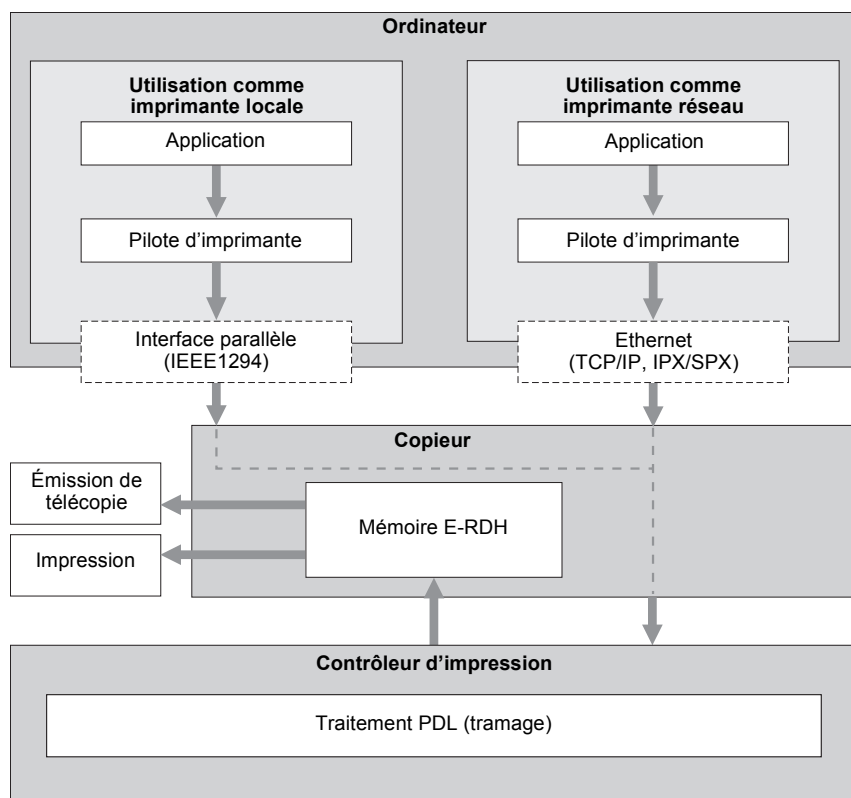 Ordinateur
Utilisation comme
imprimante locale
Application
Pilote d'imprimante
Interface parallèle
(IEEE1294)
Utilisation comme
imprimante réseau
Application
Pilote d'imprimante
Ethernet
(TCP/IP, IPX/SPX)
Copieur
Émission de
télécopie
Mémoire E-RDH
Impression
Contrôleur d'impression
Traitement PDL (tramage)